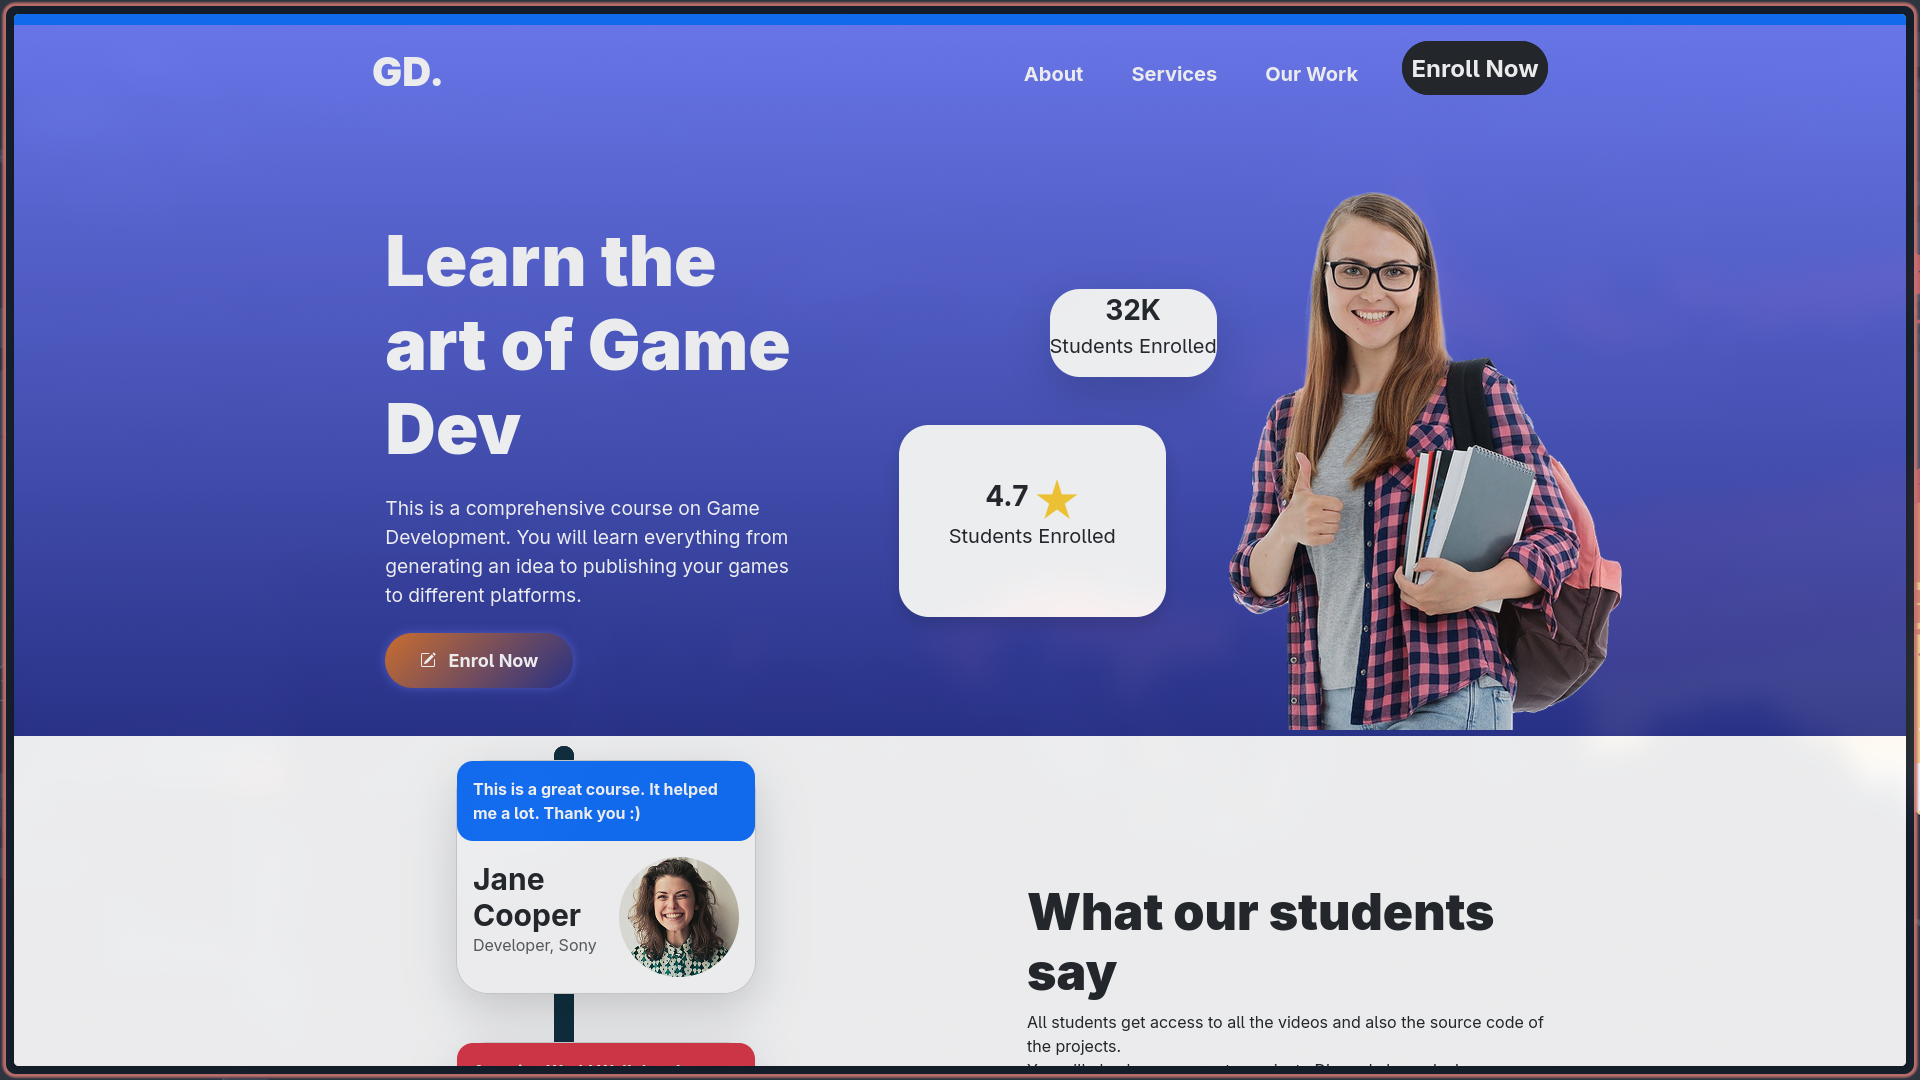 GD.
About
Services
Our Work
Enroll Now
Learn the
art of Game
Dev
This is a comprehensive course on Game
Development. You will learn everything from
generating an idea to publishing your games
to different platforms.
Enrol Now
32K
Students Enrolled
4.7
Students Enrolled
This is a great course. It helped
me a lot. Thank you :)
Jane
Cooper
Developer, Sony
What our students
say
All students get access to all the videos and also the source code of
the projects.